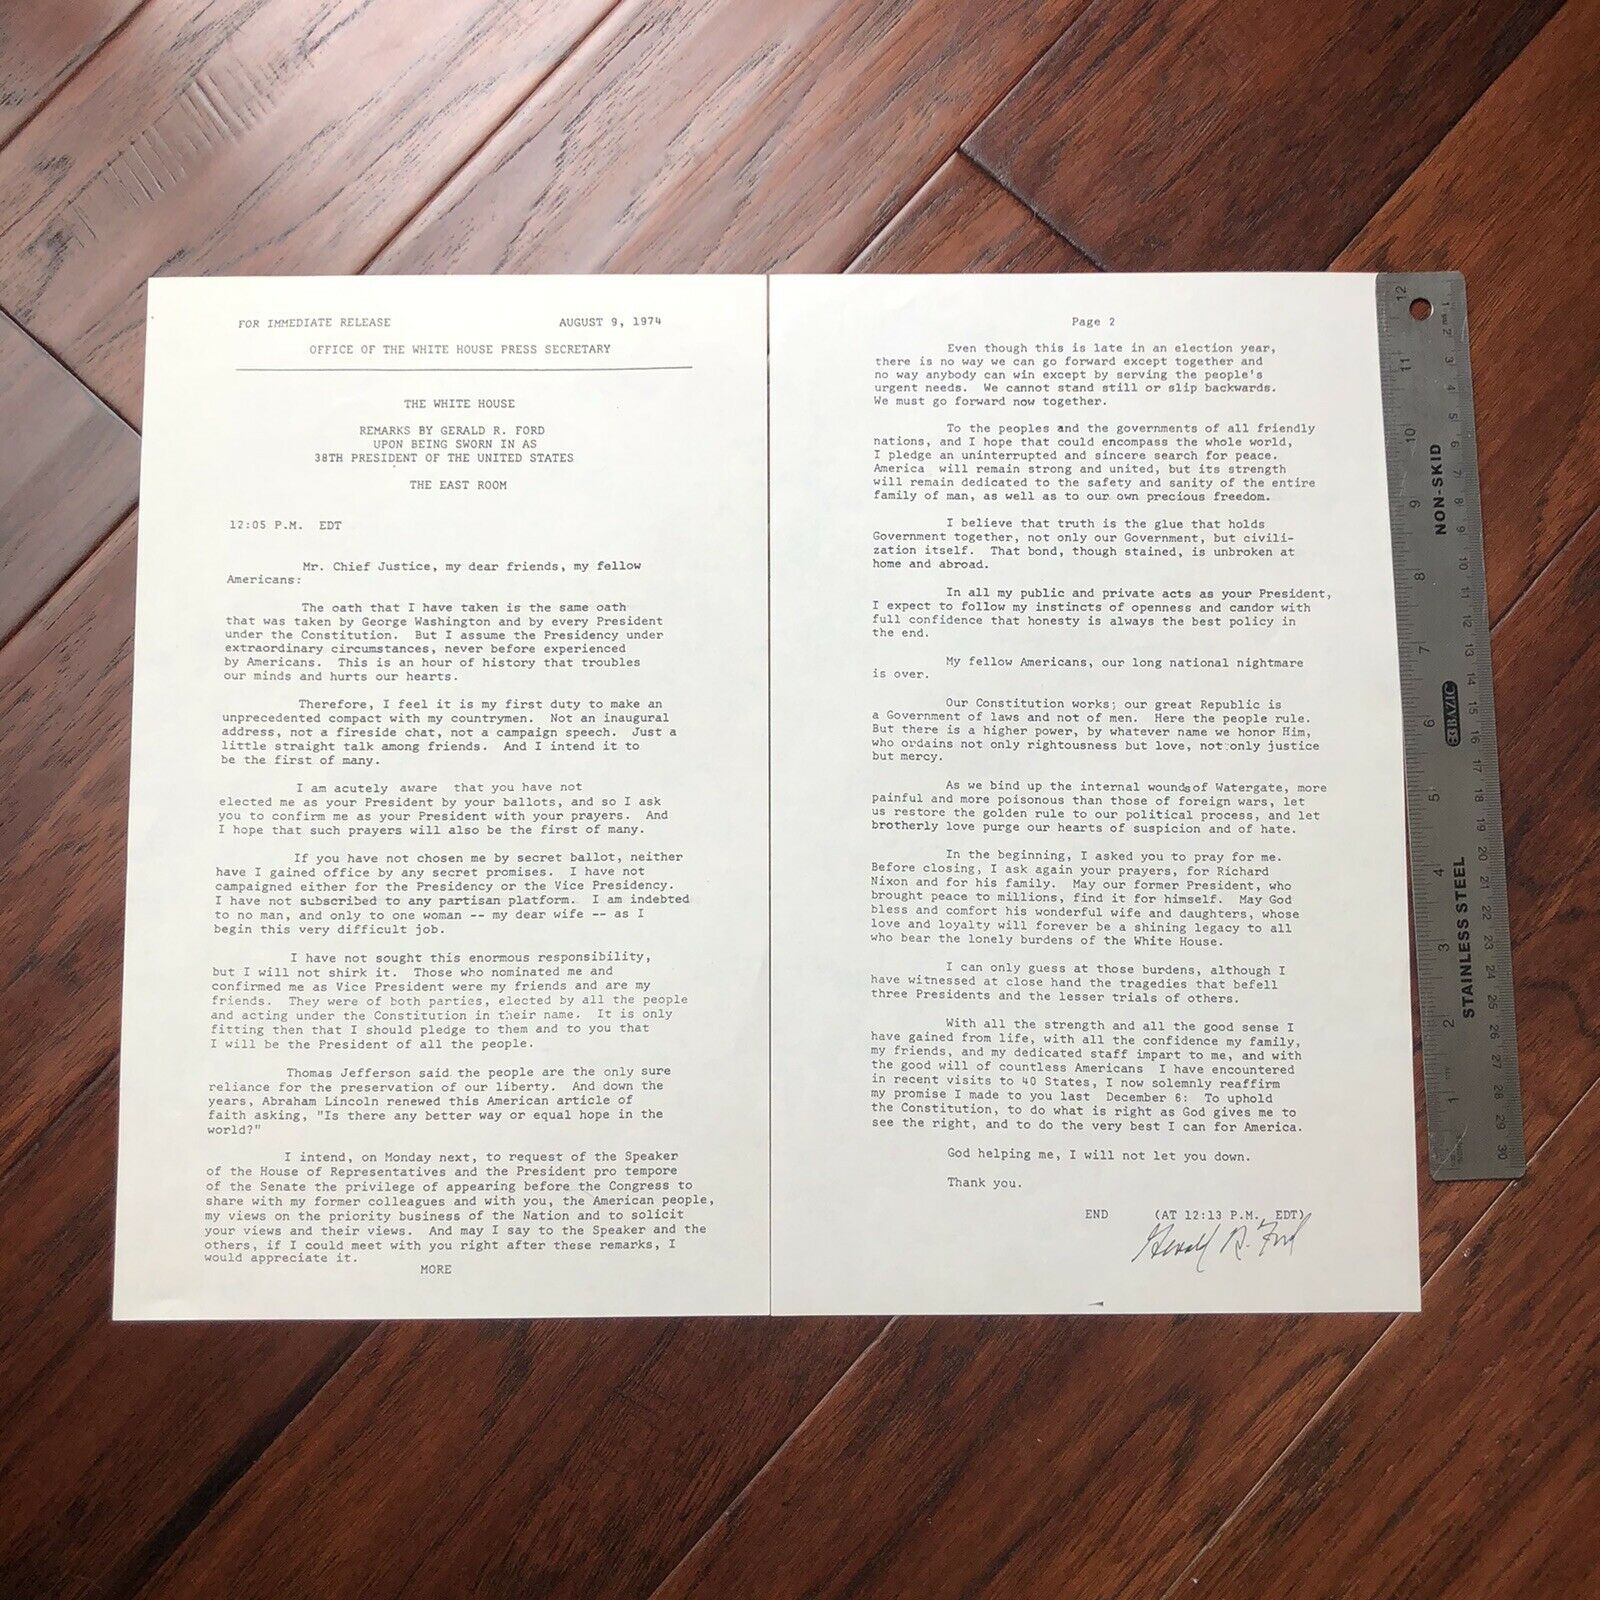 FOR IMMEDIATE RELEASE AUGUST 9, 1974
OFFICE OF THE WHITE HOUSE PRESS SECRETARY
THE WHITE HOUSE
REMARKS BY GERALD R. FORD
UPON BEING SWORN IN AS
38TH PRESIDENT OF THE UNITED STATES
THE EAST ROOM
12:05 P.M. EDT
Mr. Chief Justice, my dear friends, my fellow
Americans:
The oath that I have taken is the same oath
that was taken by George Washington and by every President
under the Constitution. But I assume the Presidency under
extraordinary circumstances, never before experienced
by Americans. This is an hour of history that troubles
our minds and hurts our hearts.
Therefore, I feel it is my first duty to make an
unprecedented compact with my countrymen. Not an inaugural
address, not a fireside chat, not a campaign speech. Just a
little straight talk among friends. And I intend it to
be the first of many.
I am acutely aware that you have not
elected me as your President by your ballots, and so I ask
you to confirm me as your President with your prayers. And
I hope that such prayers will also be the first of many.
If you have not chosen me by secret ballot, neither
have I gained office by any secret promises. I have not
campaigned either for the Presidency or the Vice Presidency.
I have not subscribed to any partisan platform. I am indebted
to no man, and only to one woman -- my dear wife -- as I
begin this very difficult job.
I have not sought this enormous responsibility,
but I will not shirk it. Those who nominated me and
confirmed me as Vice President were my friends and are my
friends. They were of both parties, elected by all the people
and acting under the Constitution in their name. It is only
fitting then that I should pledge to them and to you that
I will be the President of all the people.
Thomas Jefferson said the people are the only sure
reliance for the preservation of our liberty. And down the
years, Abraham Lincoln renewed this American article of
faith asking, "Is there any better way or equal hope in the
world?"
I intend, on Monday next, to request of the Speaker
of the House of Representatives and the President pro tempore
of the Senate the privilege of appearing before the Congress to
share with my former colleagues and with you, the American people,
my views on the priority business of the Nation and to solicit
your views and their views. And may I say to the Speaker and the
others, if I could meet with you right after these remarks, I
would appreciate it.
MORE
Page 2
Even though this is late in an election year,
there is no way we can go forward except together and
no way anybody can win except by serving the people's
urgent needs. We cannot stand still or slip backwards.
We must go forward now together.
To the peoples and the governments of all friendly
nations, and I hope that could encompass the whole world,
I pledge an uninterrupted and sincere search for peace.
America will remain strong and united, but its strength
will remain dedicated to the safety and sanity of the entire
family of man, as well as to our own precious freedom.
I believe that truth is the glue that holds
Government together, not only our Government, but civili-
zation itself. That bond, though stained, is unbroken at
home and abroad.
In all my public and private acts as your President,
I expect to follow my instincts of openness and candor with
full confidence that honesty is always the best policy in
the end.
My fellow Americans, our long national nightmare
is over.
Our Constitution works; our great Republic is
a Government of laws and not of men. Here the people rule.
But there is a higher power, by whatever name we honor Him,
who ordains not only rightousness but love, not only justice
but mercy.
As we bind up the internal wounds of Watergate, more
painful and more poisonous than those of foreign wars, let
us restore the golden rule to our political process, and let
brotherly love purge our hearts of suspicion and of hate.
In the beginning, I asked you to pray for me.
Before closing, I ask again your prayers, for Richard
Nixon and for his family. May our former President, who
brought peace to millions, find it for himself. May God
bless and comfort his wonderful wife and daughters, whose
love and loyalty will forever be a shining legacy to all
who bear the lonely burdens of the White House.
I can only guess at those burdens, although I
have witnessed at close hand the tragedies that befell
three Presidents and the lesser trials of others.
With all the strength and all the good sense I
have gained from life, with all the confidence my family,
my friends, and my dedicated staff impart to me, and with
the good will of countless Americans I have encountered
in recent visits to 40 States, I now solemnly reaffirm
my promise I made to you last December 6: To uphold
the Constitution, to do what is right as God gives me to
see the right, and to do the very best I can for America.
God helping me, I will not let you down.
Thank you.
END (AT 12:13 P.M. EDT)
Gerald R. Ford
NON-SKID
BAZIC
STAINLESS STEEL
12 11 10 9 8 7 6 5 4 3 2 1
1 2 3 4 5 6 7 8 9 10 11 12 13 14 15 16 17 18 19 20 21 22 23 24 25 26 27 28 29 30